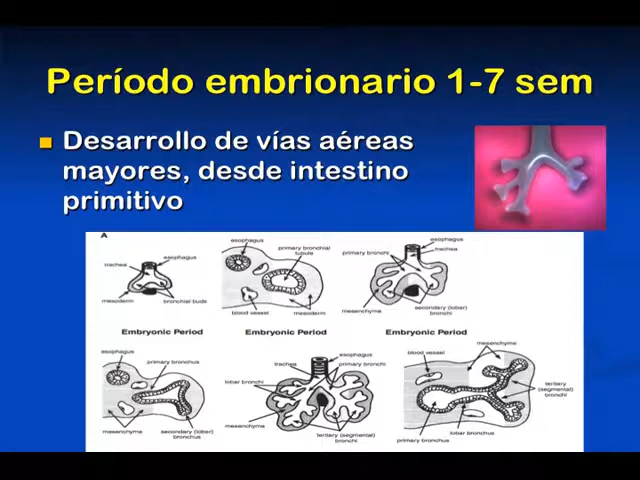 Período embrionario 1-7 sem
Desarrollo de vías aéreas
mayores, desde intestino
primitivo
A
esophagus
trachea
mesoderm
bronchial buds
Embryonic Period
esophagus
primary bronchial
tubule
blood vessel
mesoderm
Embryonic Period
esophagus
primary bronchi
trachea
mesenchyme
secondary (lobar)
bronchi
Embryonic Period
esophagus
primary bronchus
mesenchyme
secondary (lobar)
bronchus
esophagus
trachea
primary bronchi
lobar bronchi
mesenchyme
tertiary (segmental)
bronchi
mesenchyme
blood vessel
tertiary
(segmental)
bronchi
lobar bronchus
primary bronchus